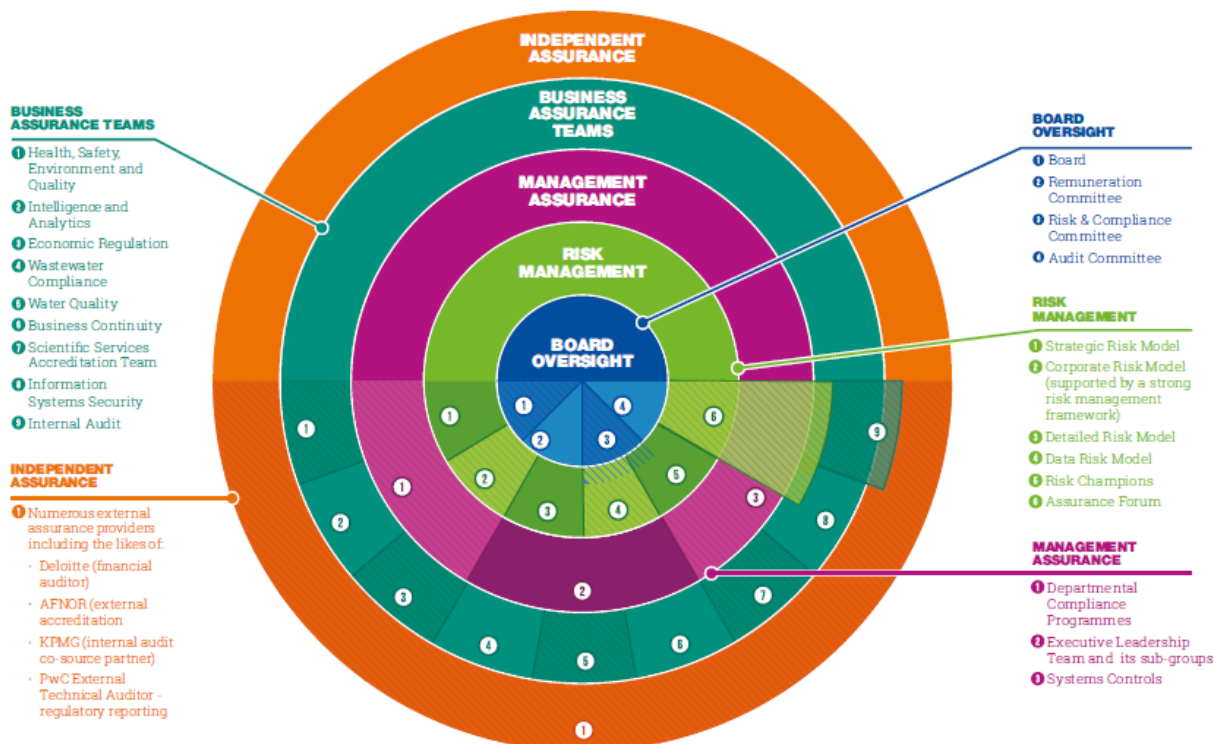 INDEPENDENT
ASSURANCE
BUSINESS
ASSURANCE
TEAMS
MANAGEMENT
ASSURANCE
RISK
MANAGEMENT
BOARD
OVERSIGHT
1
2
3
4
1
2
3
4
5
6
1
2
3
1
2
3
4
5
6
7
8
9
1
BUSINESS
ASSURANCE TEAMS
1 Health, Safety,
Environment and
Quality
2 Intelligence and
Analytics
3 Economic Regulation
4 Wastewater
Compliance
5 Water Quality
6 Business Continuity
7 Scientific Services
Accreditation Team
8 Information
Systems Security
9 Internal Audit
INDEPENDENT
ASSURANCE
1 Numerous external
assurance providers
including the likes of:
· Deloitte (financial
auditor)
· AFNOR (external
accreditation
· KPMG (internal audit
co-source partner)
· PwC External
Technical Auditor -
regulatory reporting
BOARD
OVERSIGHT
1 Board
2 Remuneration
Committee
3 Risk & Compliance
Committee
4 Audit Committee
RISK
MANAGEMENT
1 Strategic Risk Model
2 Corporate Risk Model
(supported by a strong
risk management
framework)
3 Detailed Risk Model
4 Data Risk Model
5 Risk Champions
6 Assurance Forum
MANAGEMENT
ASSURANCE
1 Departmental
Compliance
Programmes
2 Executive Leadership
Team and its sub-groups
3 Systems Controls